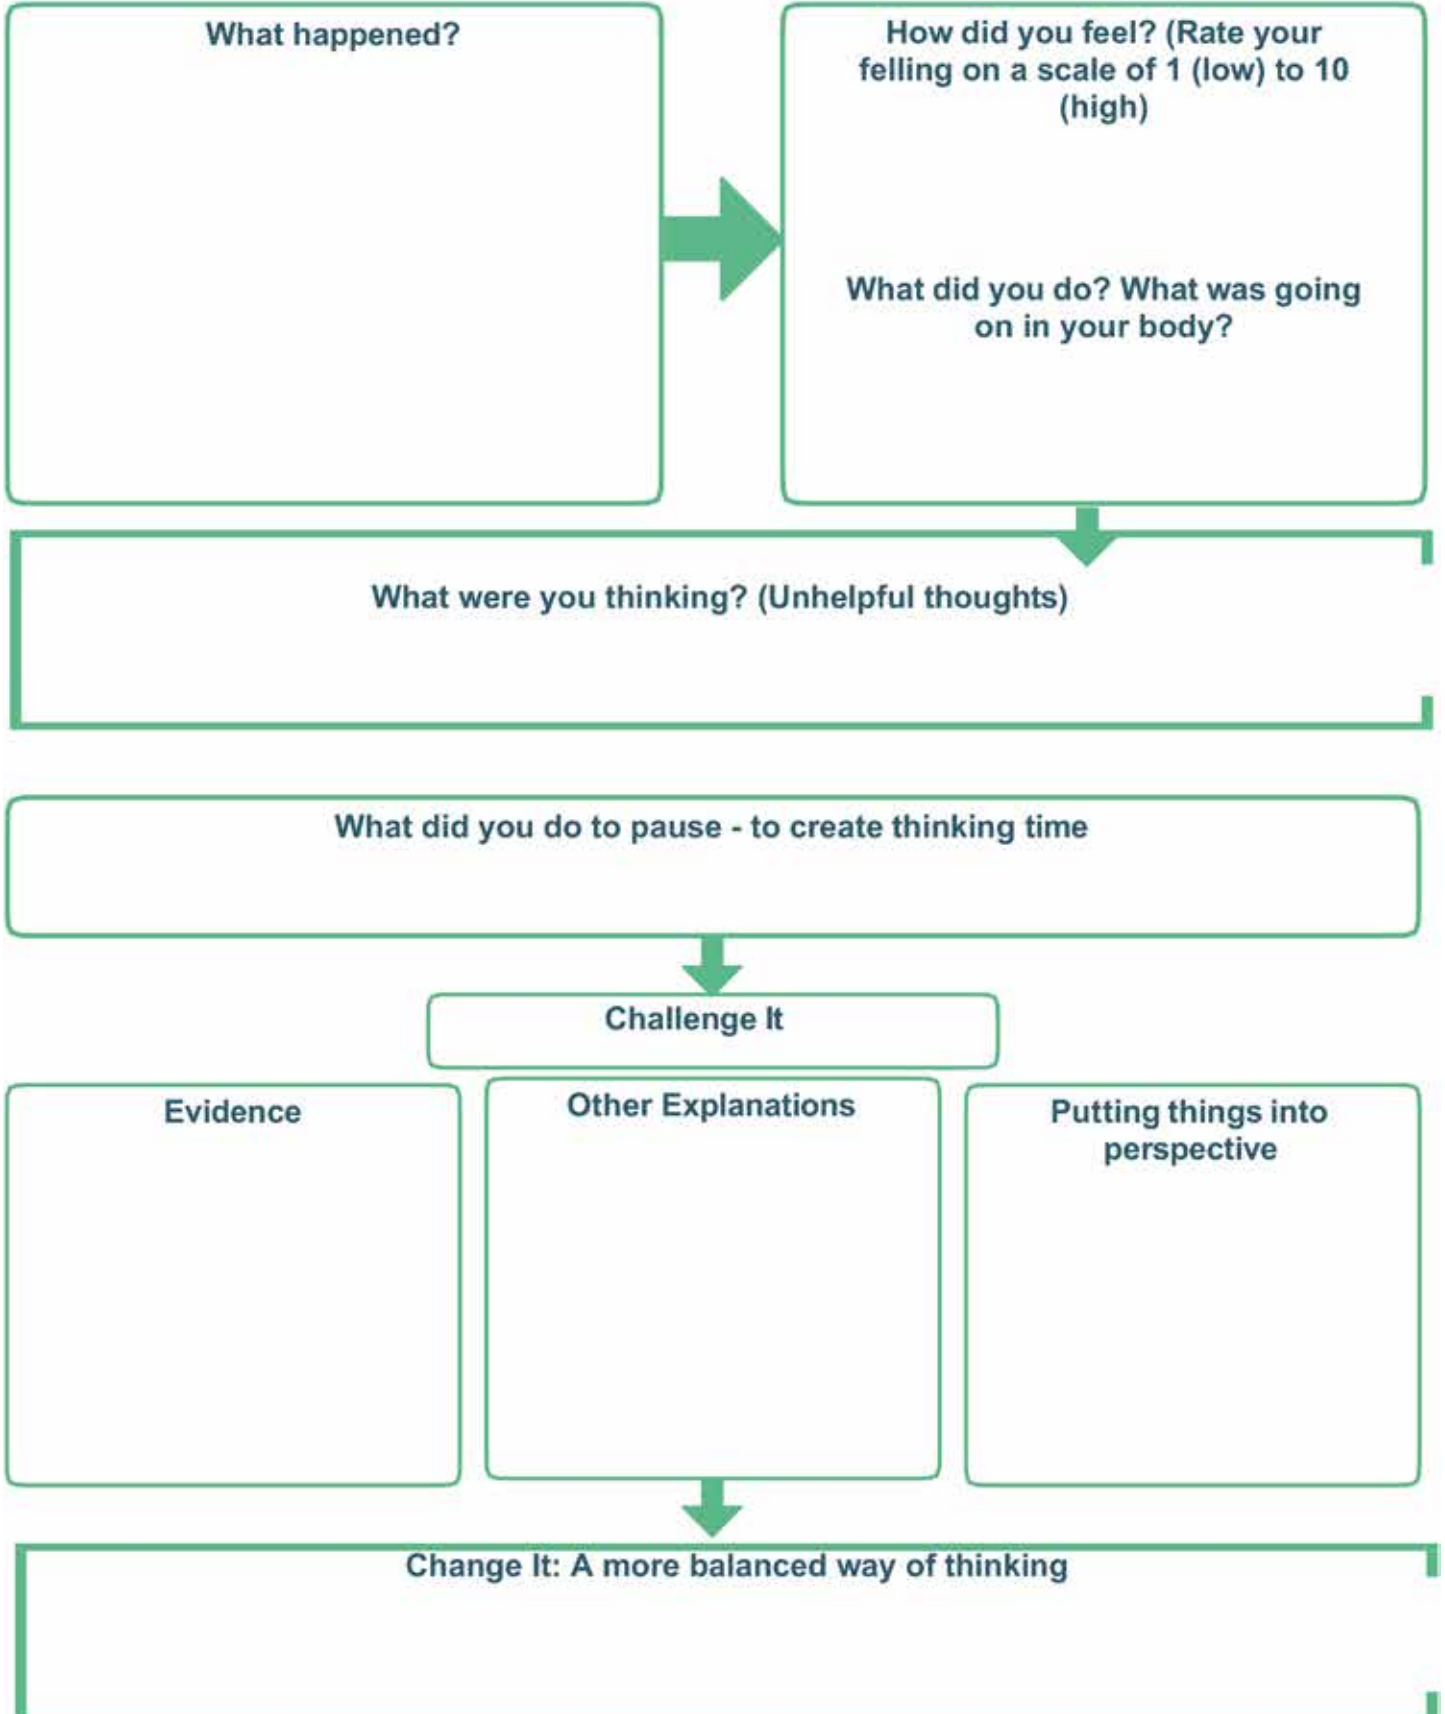 What happened?
How did you feel? (Rate your
felling on a scale of 1 (low) to 10
(high)
What did you do? What was going
on in your body?
What were you thinking? (Unhelpful thoughts)
What did you do to pause - to create thinking time
Challenge It
Evidence
Other Explanations
Putting things into
perspective
Change It: A more balanced way of thinking